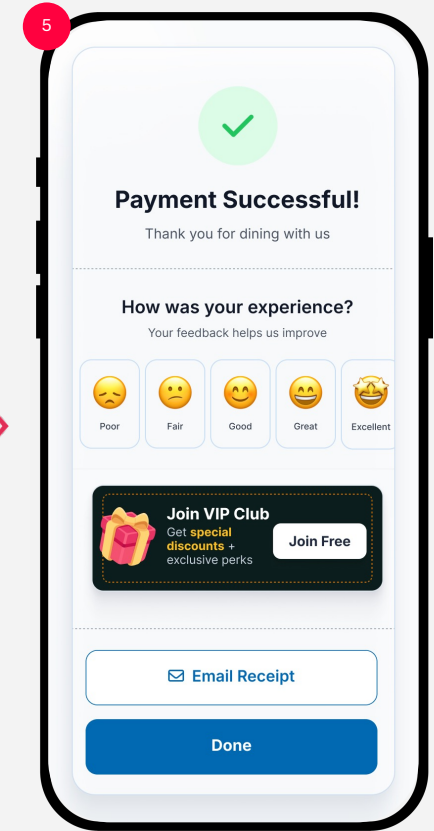 5
Payment Successful!
Thank you for dining with us
How was your experience?
Your feedback helps us improve
Poor
Fair
Good
Great
Excellent
Join VIP Club
Get special
discounts +
exclusive perks
Join Free
Email Receipt
Done